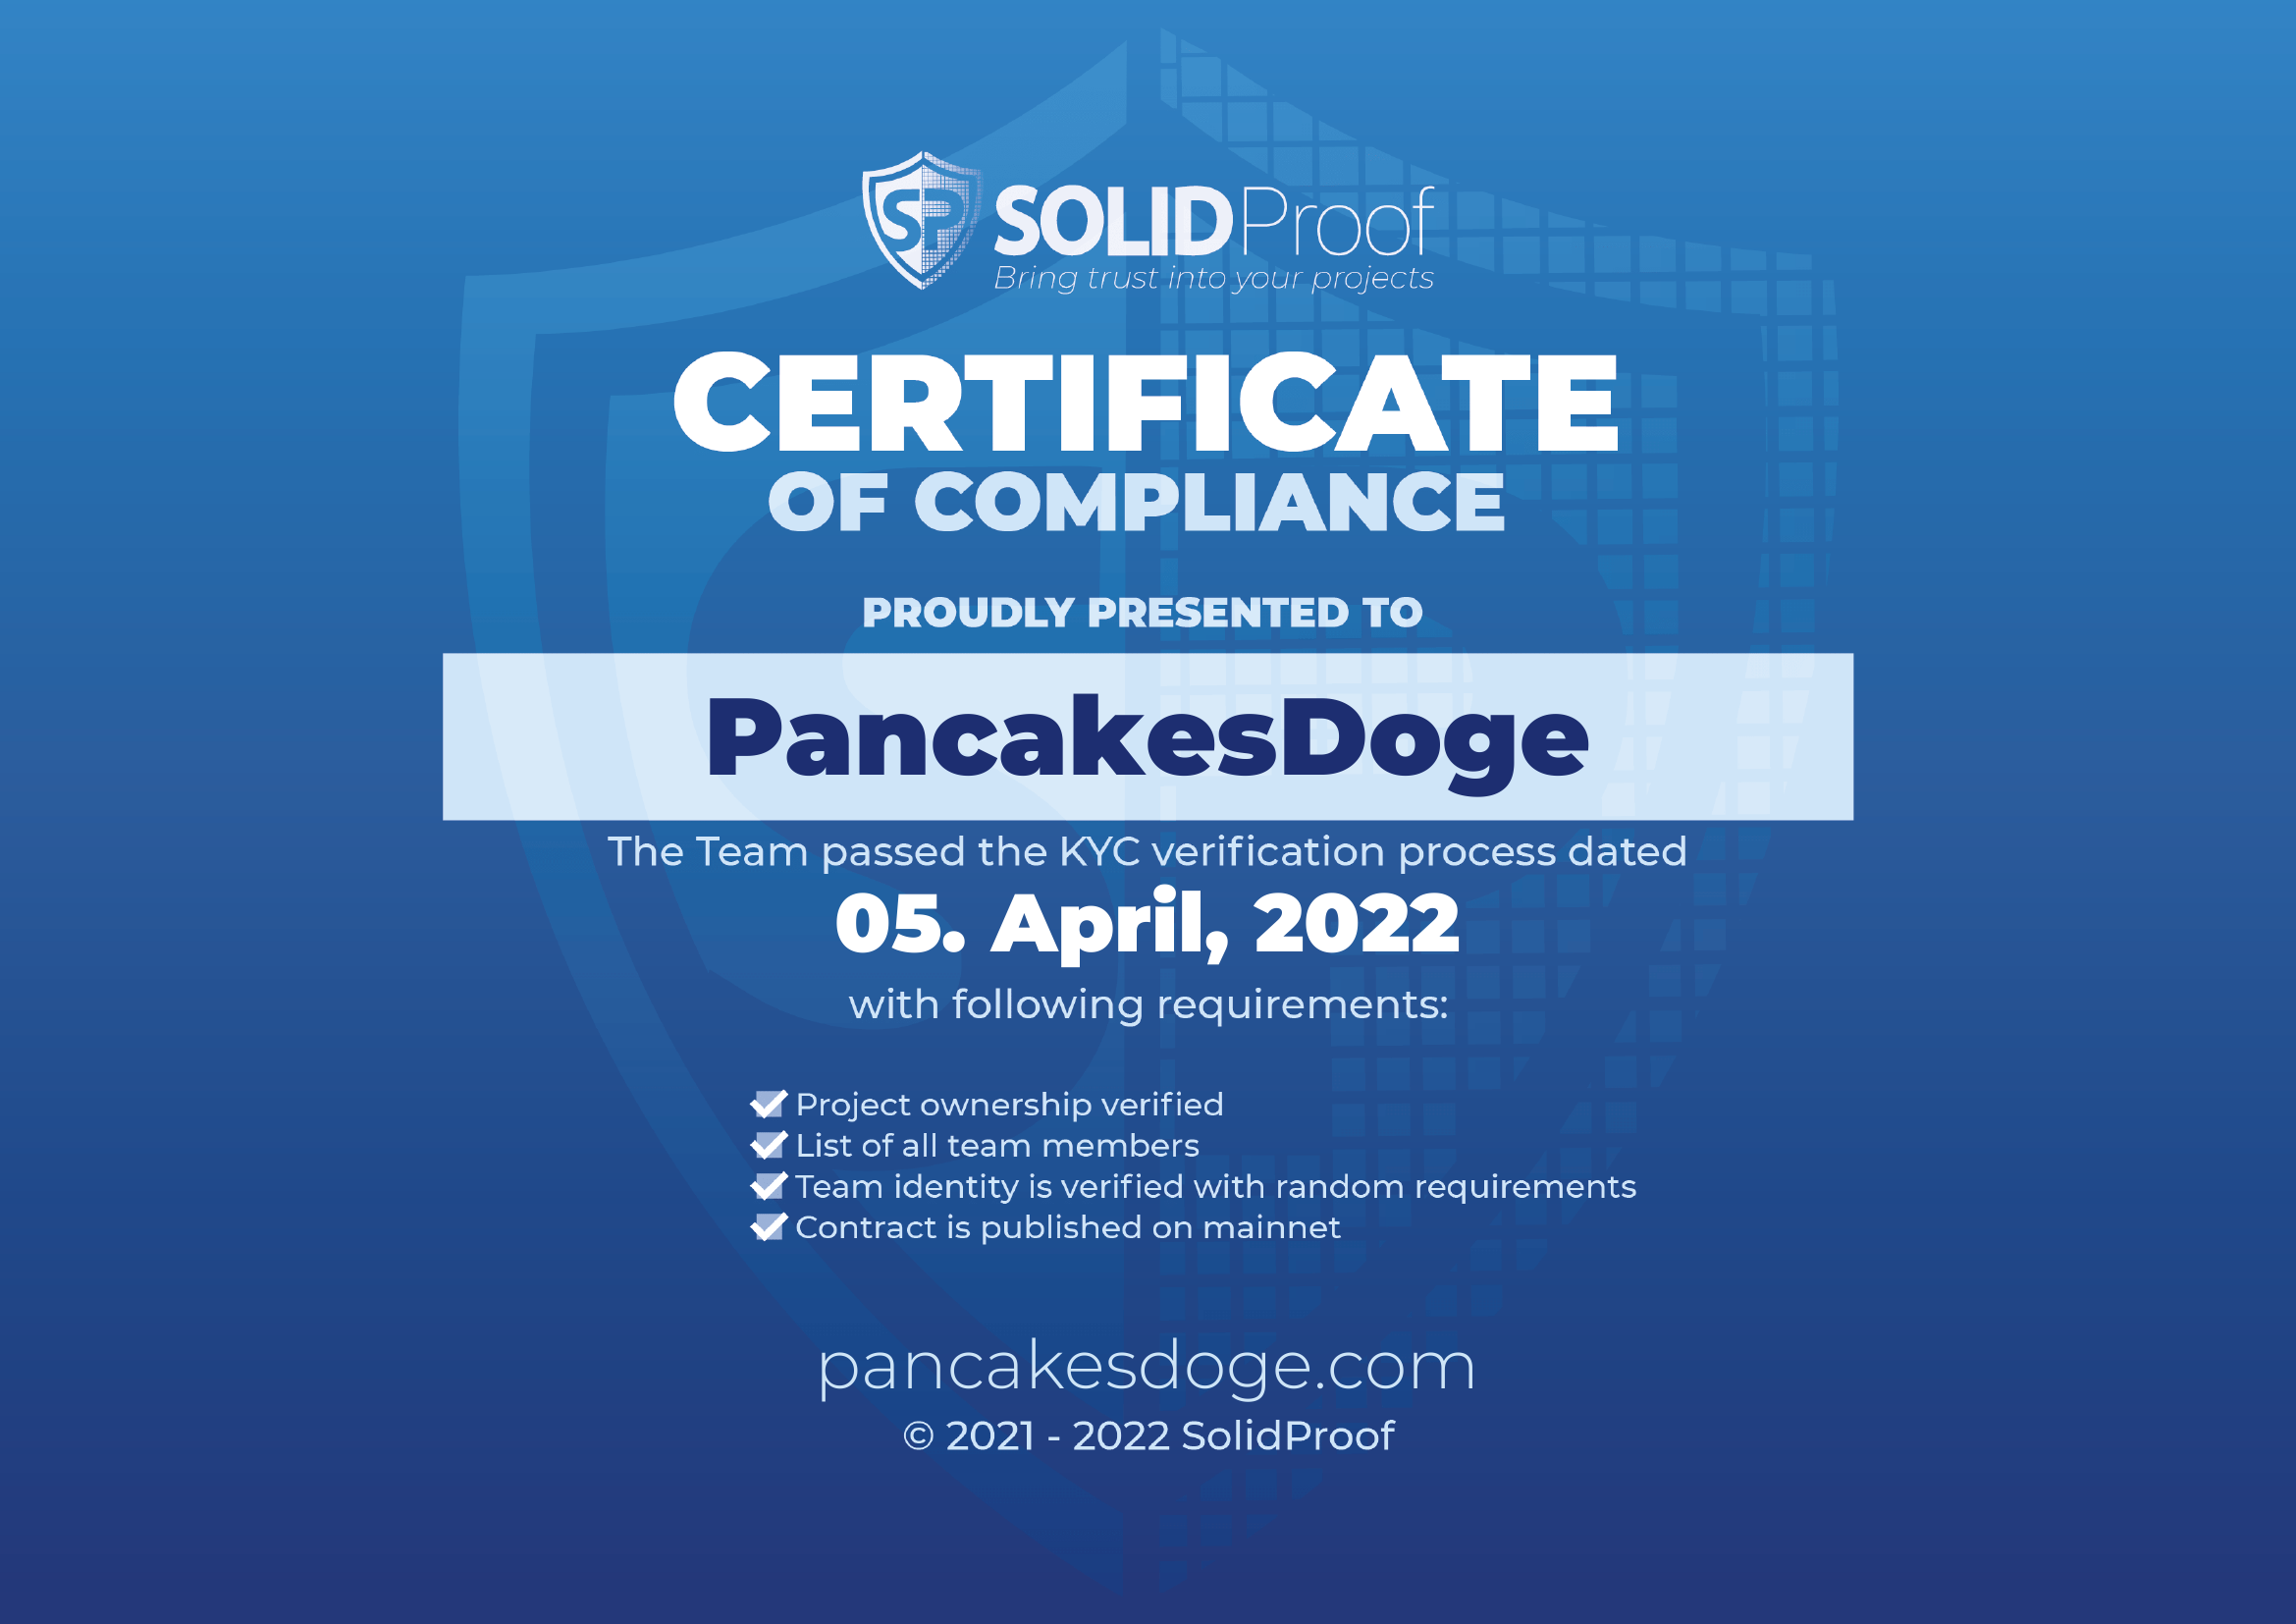 SP SOLIDProof
Bring trust into your projects
CERTIFICATE
OF COMPLIANCE
PROUDLY PRESENTED TO
PancakesDoge
The Team passed the KYC verification process dated
05. April, 2022
with following requirements:
Project ownership verified
List of all team members
Team identity is verified with random requirements
Contract is published on mainnet
pancakesdoge.com
© 2021 - 2022 SolidProof